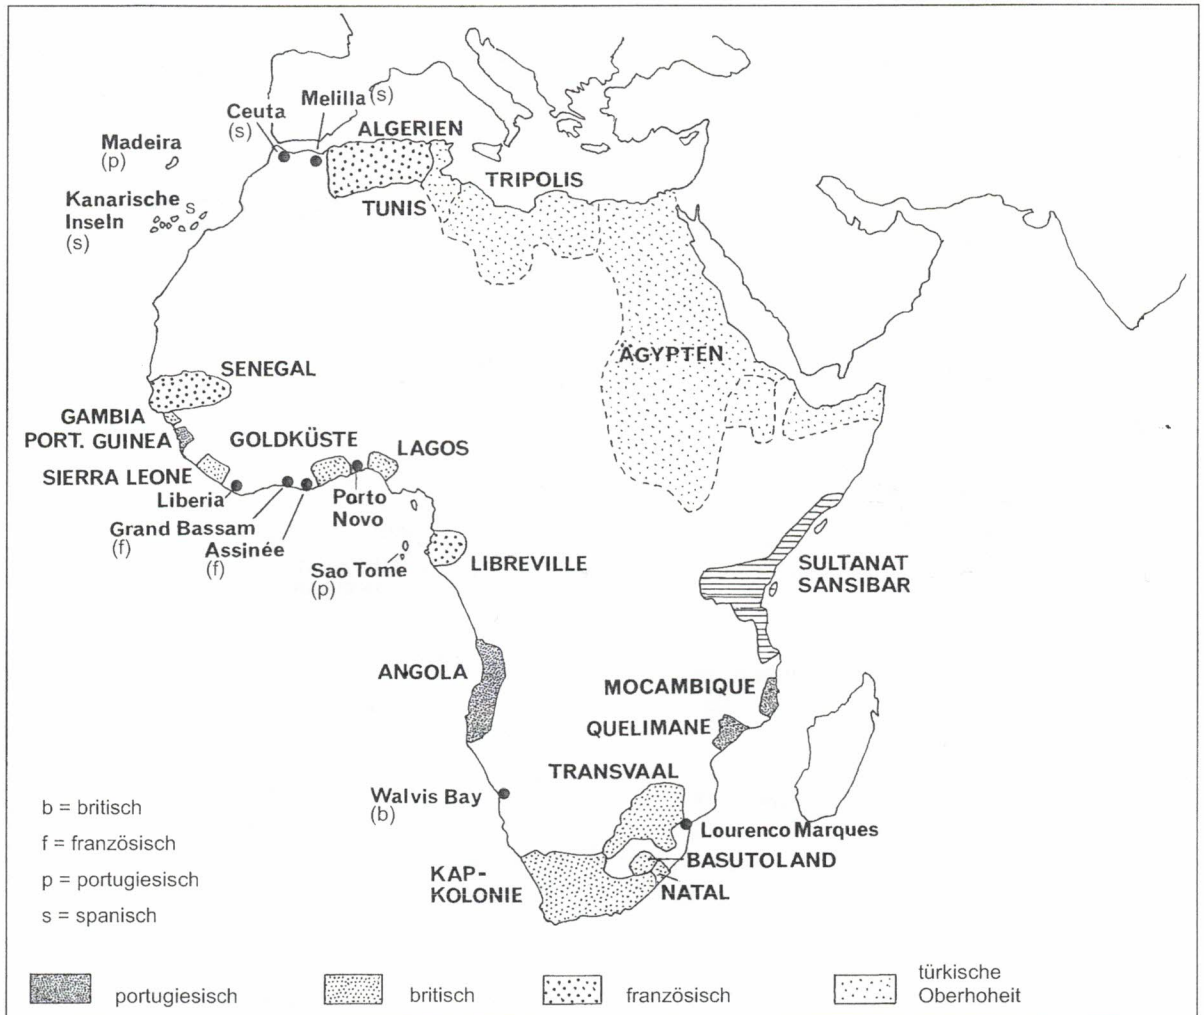 Ceuta
(s)
Melilla (s)
Madeira
(p)
ALGERIEN
Kanarische
Inseln
(s)
s
TUNIS
TRIPOLIS
ÄGYPTEN
SENEGAL
GAMBIA
PORT. GUINEA
GOLDKÜSTE
LAGOS
SIERRA LEONE
Liberia
Porto
Novo
Grand Bassam
(f)
Assinée
(f)
Sao Tome
(p)
LIBREVILLE
SULTANAT
SANSIBAR
ANGOLA
MOCAMBIQUE
QUELIMANE
TRANSVAAL
Walvis Bay
(b)
Lourenco Marques
BASUTOLAND
NATAL
KAP-
KOLONIE
b = britisch
f = französisch
p = portugiesisch
s = spanisch
portugiesisch
britisch
französisch
türkische
Oberhoheit